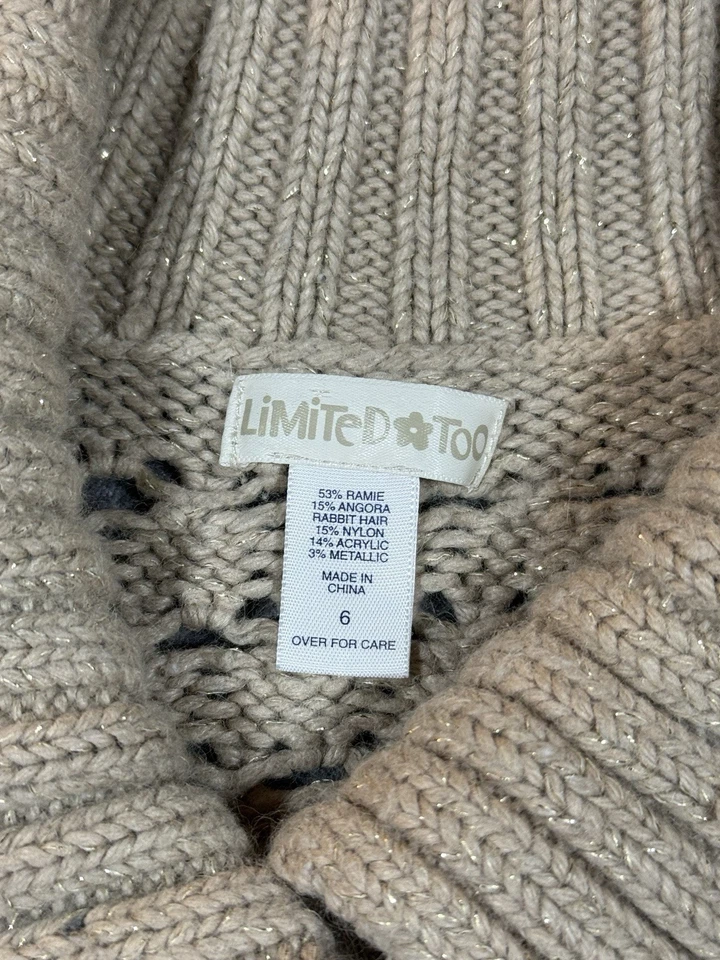 LiMiTeD TOO
53% RAMIE
15% ANGORA
RABBIT HAIR
15% NYLON
14% ACRYLIC
3% METALLIC
MADE IN
CHINA
6
OVER FOR CARE